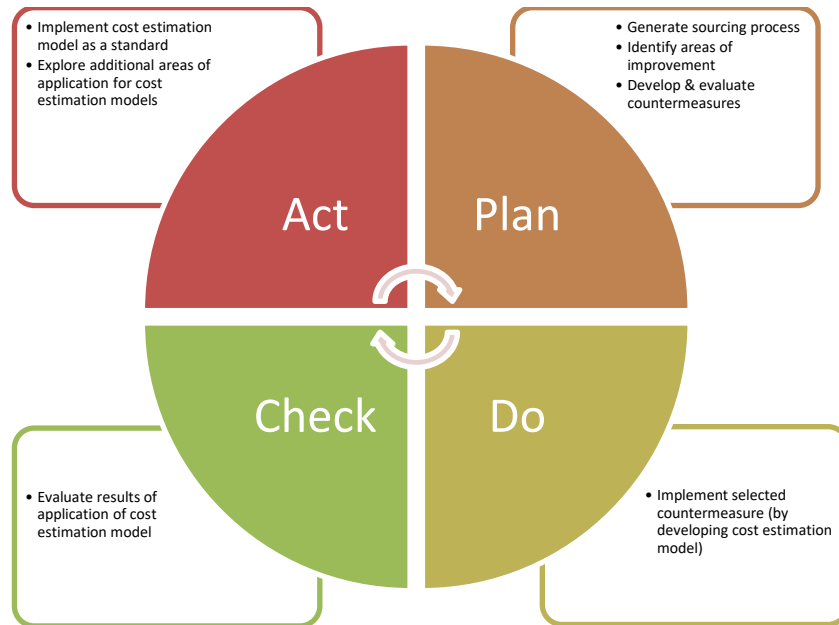 • Implement cost estimation
model as a standard
• Explore additional areas of
application for cost
estimation models
• Generate sourcing process
• Identify areas of
improvement
• Develop & evaluate
countermeasures
Act
Plan
Check
Do
• Evaluate results of
application of cost
estimation model
• Implement selected
countermeasure (by
developing cost estimation
model)